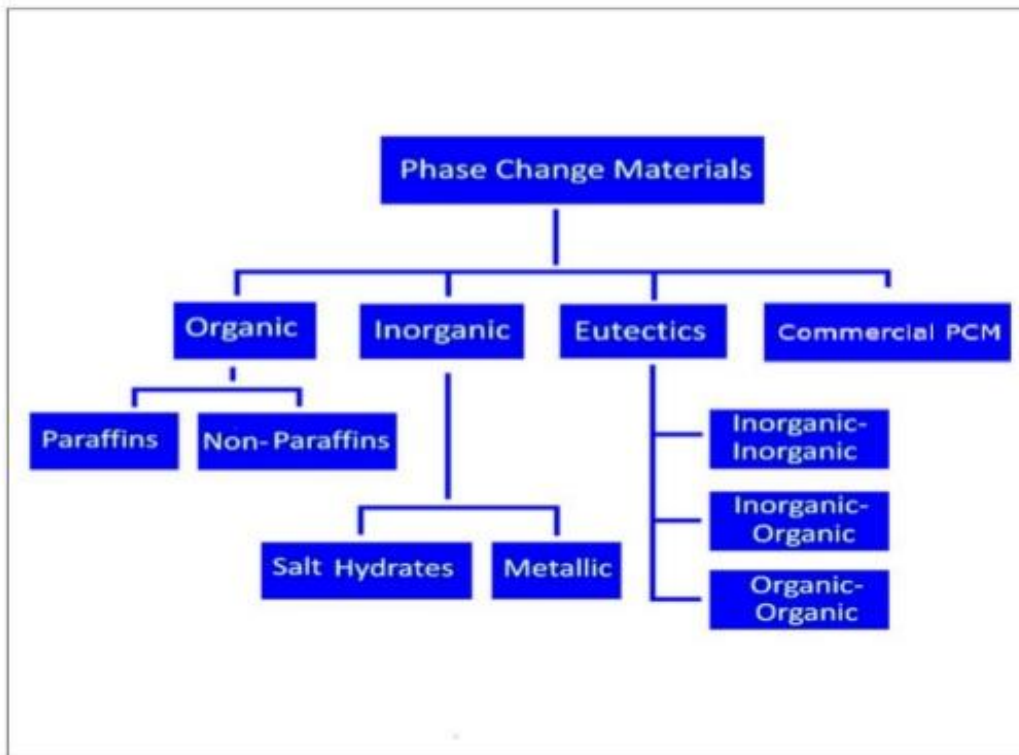 Phase Change Materials
Organic
Inorganic
Eutectics
Commercial PCM
Paraffins
Non-Paraffins
Inorganic-
Inorganic
Inorganic-
Organic
Salt Hydrates
Metallic
Organic-
Organic